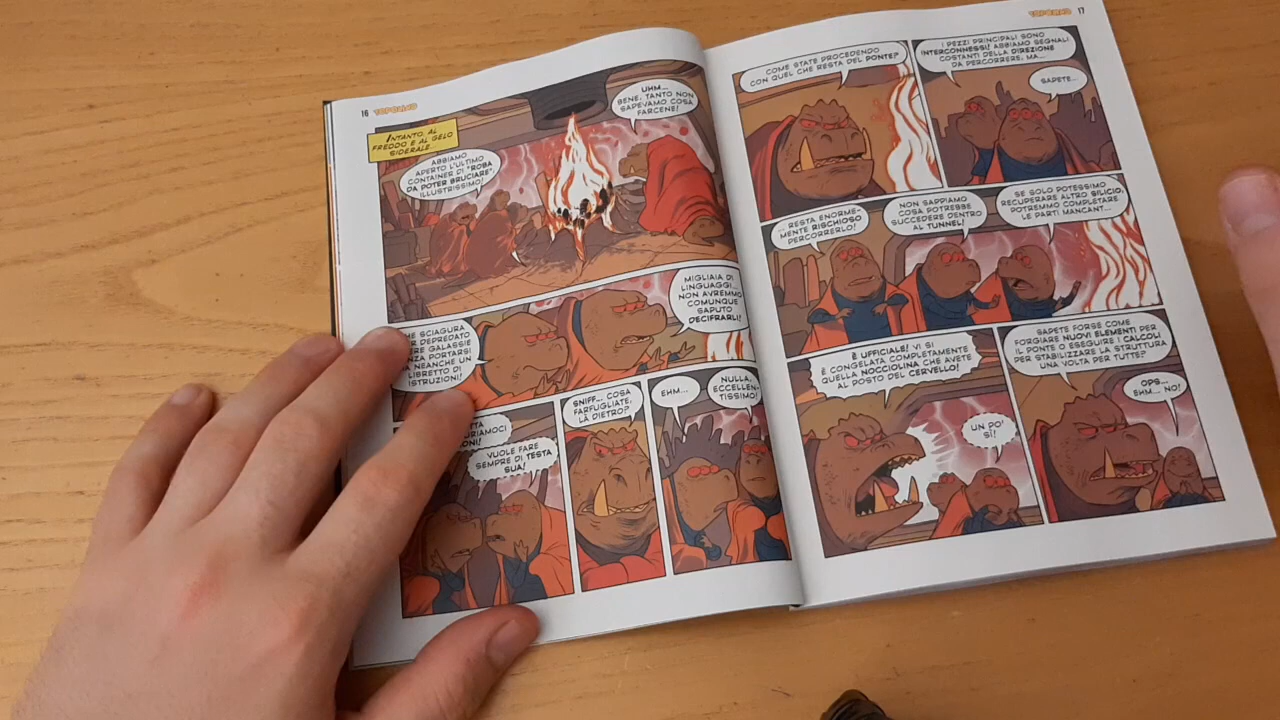 16 TOPOLINO
INTANTO, AL
FREDDO E AL GELO
SIDERALE...
ABBIAMO
APERTO L'ULTIMO
CONTAINER DI "ROBA
DA POTER BRUCIARE",
ILLUSTRISSIMO!
UHM...
BENE, TANTO NON
SAPEVAMO COSA
FARCENE!
SCIAGURA
DEPREDATO
GALASSIE
PORTARSI
NEANCHE UN
LIBRETTO DI
ISTRUZIONI!
MIGLIAIA DI
LINGUAGGI...
NON AVREMMO
COMUNQUE
SAPUTO
DECIFRARLI!
VUOLE FARE
SEMPRE DI TESTA
SUA!
SNIFF... COSA
FARFUGLIATE,
LÀ DIETRO?
EHM...
NULLA,
ECCELLEN-
TISSIMO!
TOPOLINO 17
COME STATE PROCEDENDO
CON QUEL CHE RESTA DEL PONTE?
I PEZZI PRINCIPALI SONO
INTERCONNESSI! ABBIAMO SEGNALI
COSTANTI DELLA DIREZIONE
DA PERCORRERE, MA...
SAPETE...
... RESTA ENORME-
MENTE RISCHIOSO
PERCORRERLO!
NON SAPPIAMO
COSA POTREBBE
SUCCEDERE DENTRO
AL TUNNEL!
SE SOLO POTESSIMO
RECUPERARE ALTRO SILICIO,
POTREMMO COMPLETARE
LE PARTI MANCANT...
È UFFICIALE! VI SI
È CONGELATA COMPLETAMENTE
QUELLA NOCCIOLINA CHE AVETE
AL POSTO DEL CERVELLO!
UN PO'
SÌ!
SAPETE FORSE COME
FORGIARE NUOVI ELEMENTI PER
IL PONTE O ESEGUIRE I CALCOLI
PER STABILIZZARE LA STRUTTURA
UNA VOLTA PER TUTTE?
OPS...
EHM... NO!